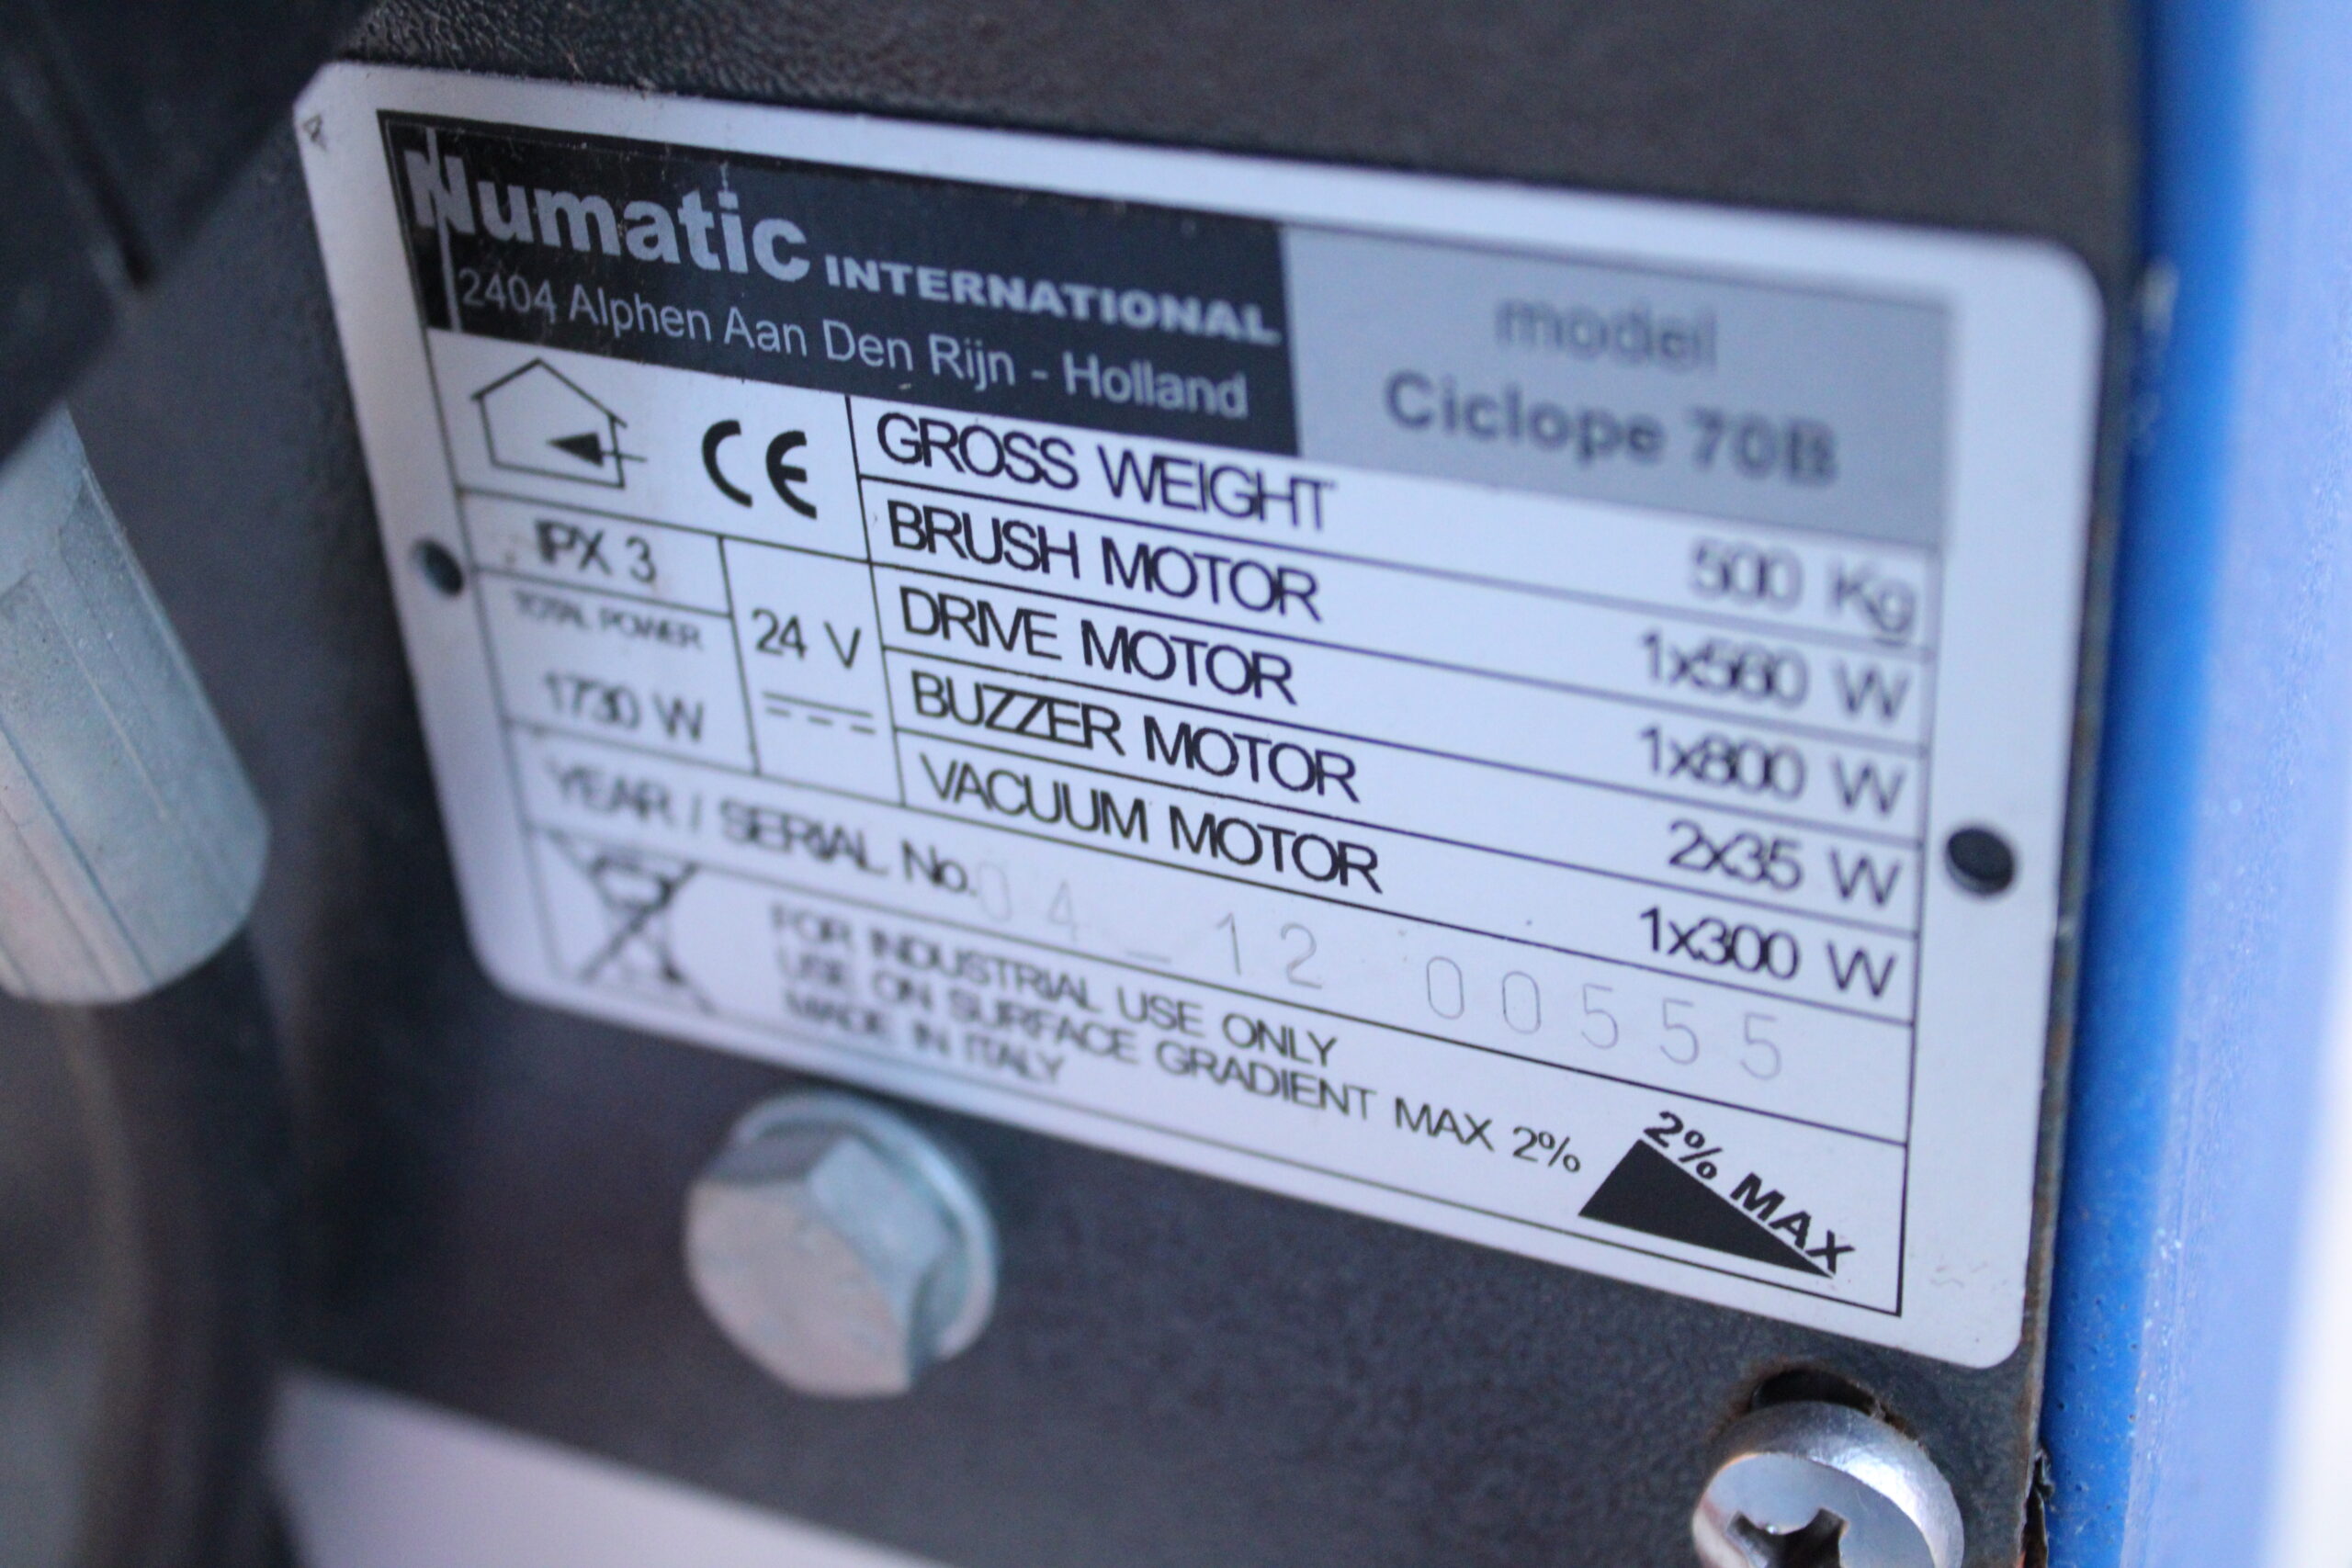 Numatic INTERNATIONAL
2404 Alphen Aan Den Rijn - Holland
model
Ciclope 70B
CE
GROSS WEIGHT 500 Kg
BRUSH MOTOR 1x560 W
DRIVE MOTOR 1x800 W
BUZZER MOTOR 2x35 W
VACUUM MOTOR 1x300 W
IPX 3
TOTAL POWER
1730 W
24 V
YEAR / SERIAL No. 04-12 00555
FOR INDUSTRIAL USE ONLY
USE ON SURFACE GRADIENT MAX 2%
MADE IN ITALY
2% MAX